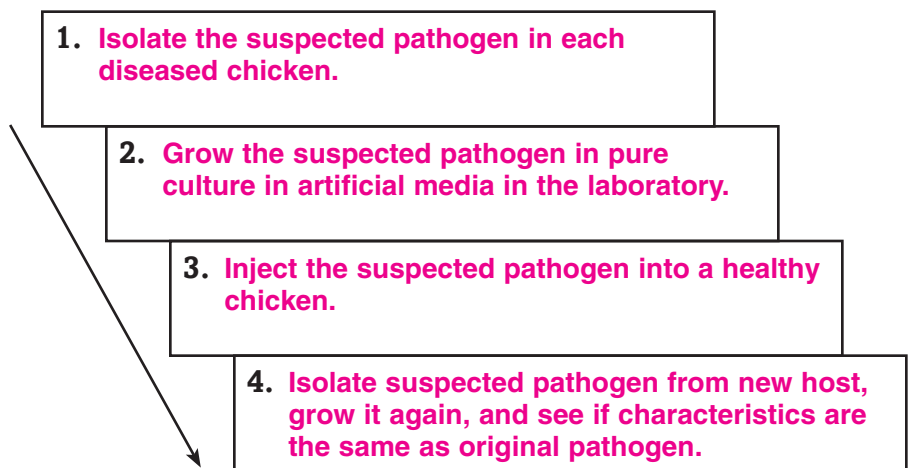 1. Isolate the suspected pathogen in each
diseased chicken.
2. Grow the suspected pathogen in pure
culture in artificial media in the laboratory.
3. Inject the suspected pathogen into a healthy
chicken.
4. Isolate suspected pathogen from new host,
grow it again, and see if characteristics are
the same as original pathogen.